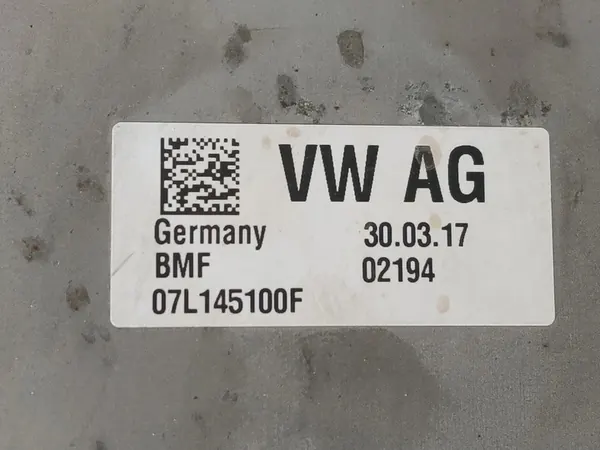 VW AG
Germany 30.03.17
BMF 02194
07L145100F